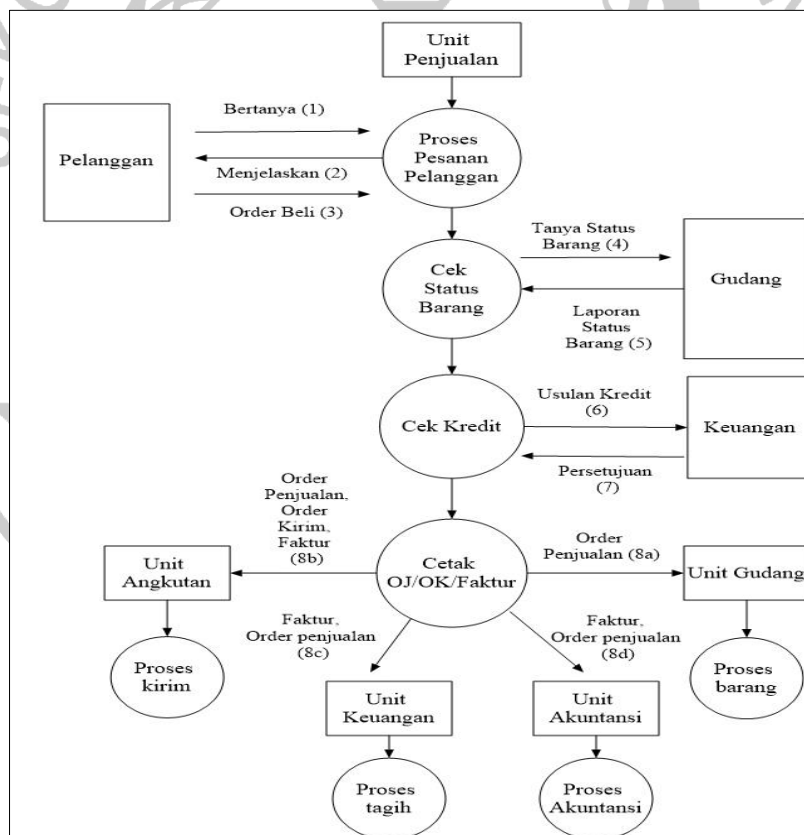 Unit
Penjualan
Bertanya (1)
Pelanggan
Proses
Pesanan
Pelanggan
Menjelaskan (2)
Order Beli (3)
Tanya Status
Barang (4)
Cek
Status
Barang
Gudang
Laporan
Status
Barang (5)
Usulan Kredit
(6)
Cek Kredit
Keuangan
Persetujuan
(7)
Order
Penjualan,
Order
Kirim,
Faktur
(8b)
Order
Penjualan (8a)
Unit
Angkutan
Cetak
OJ/OK/Faktur
Unit Gudang
Faktur,
Order penjualan
(8c)
Faktur,
Order penjualan
(8d)
Proses
kirim
Unit
Keuangan
Unit
Akuntansi
Proses
barang
Proses
tagih
Proses
Akuntansi